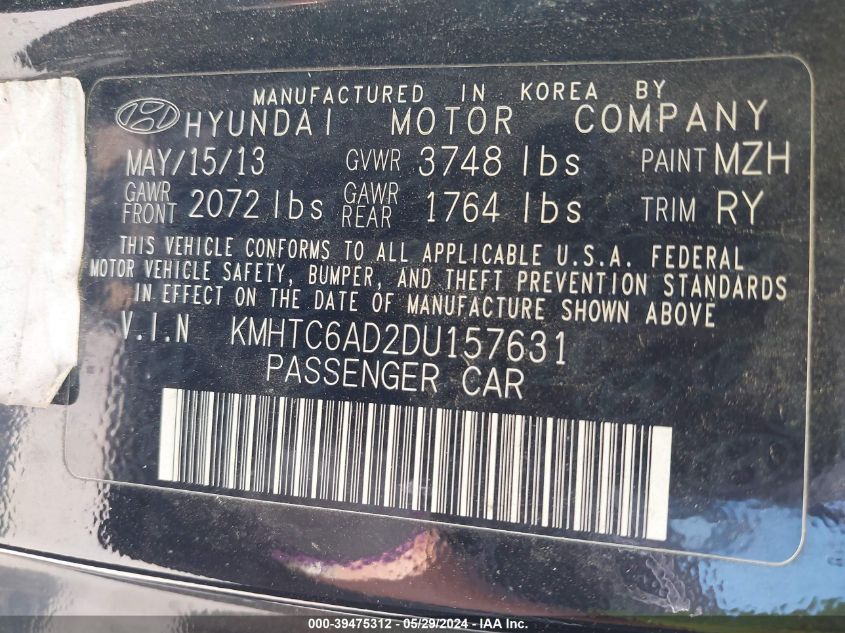 MANUFACTURED IN KOREA BY
HYUNDAI MOTOR COMPANY
MAY/15/13 GVWR 3748 lbs PAINT MZH
GAWR FRONT 2072 lbs GAWR REAR 1764 lbs TRIM RY
THIS VEHICLE CONFORMS TO ALL APPLICABLE U.S.A. FEDERAL
MOTOR VEHICLE SAFETY, BUMPER, AND THEFT PREVENTION STANDARDS
IN EFFECT ON THE DATE OF MANUFACTURE SHOWN ABOVE
V.I.N KMHTC6AD2DU157631
PASSENGER CAR
000-39475312 - 05/29/2024 - IAA Inc.